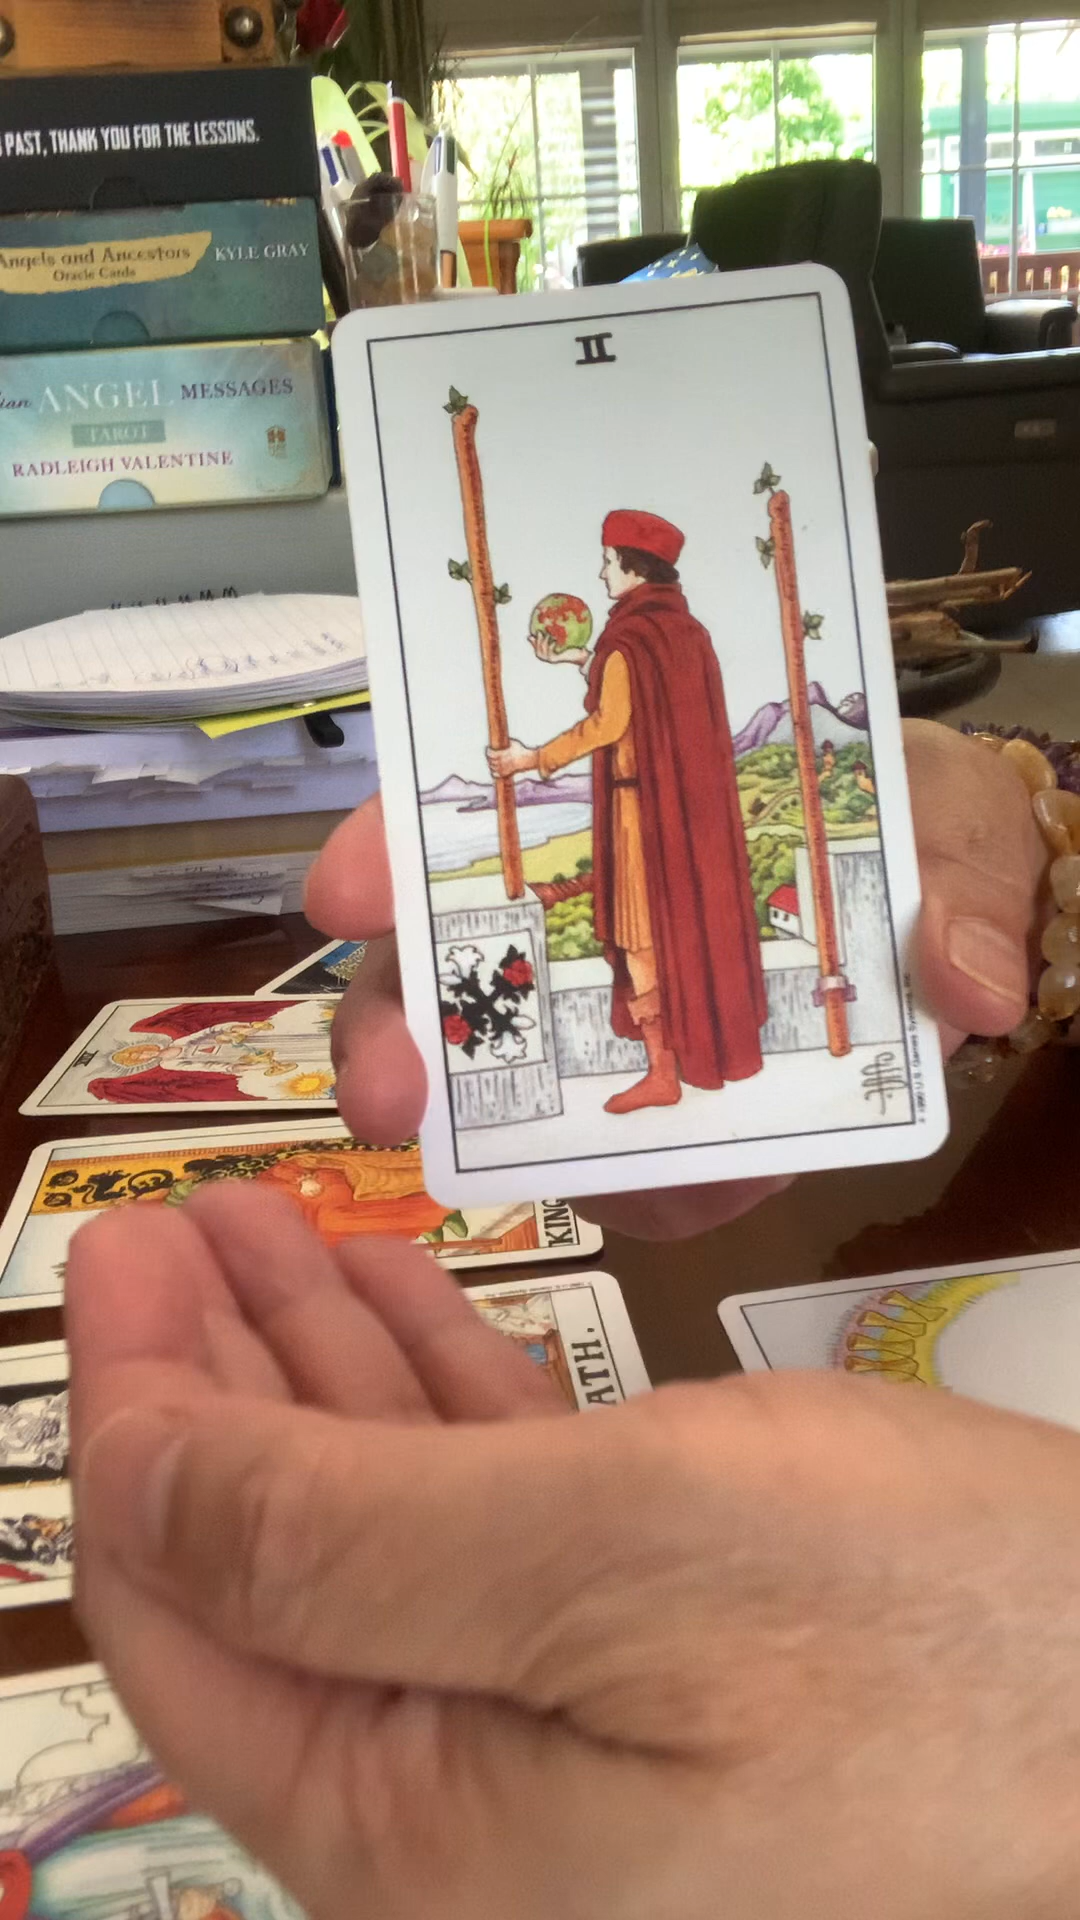 PAST, THANK YOU FOR THE LESSONS.
Angels and Ancestors
Oracle Cards
KYLE GRAY
ian ANGEL MESSAGES
TAROT
RADLEIGH VALENTINE
II
KING
ATH.